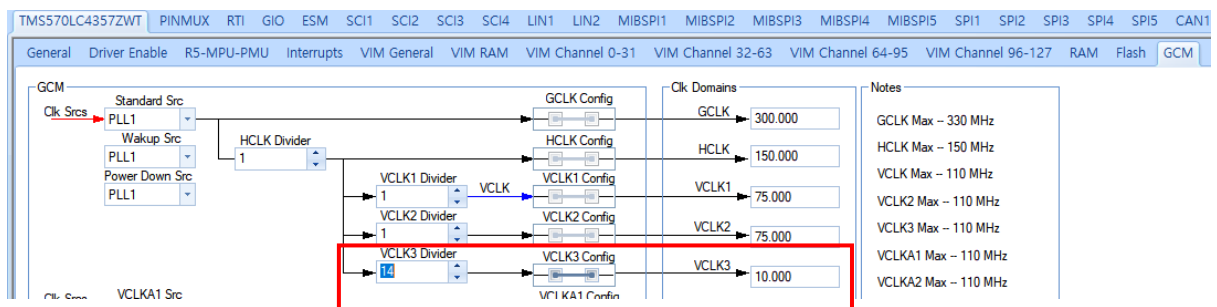 TMS570LC4357ZWT PINMUX RTI GIO ESM SCI1 SCI2 SCI3 SCI4 LIN1 LIN2 MIBSPI1 MIBSPI2 MIBSPI3 MIBSPI4 MIBSPI5 SPI1 SPI2 SPI3 SPI4 SPI5 CAN1
General Driver Enable R5-MPU-PMU Interrupts VIM General VIM RAM VIM Channel 0-31 VIM Channel 32-63 VIM Channel 64-95 VIM Channel 96-127 RAM Flash GCM
GCM
Clk Srcs
Standard Src
PLL1
Wakup Src
PLL1
Power Down Src
PLL1
HCLK Divider
1
VCLK1 Divider
1
VCLK
VCLK2 Divider
1
VCLK3 Divider
14
GCLK Config
HCLK Config
VCLK1 Config
VCLK2 Config
VCLK3 Config
VCLKA1 Config
Clk Srcs
VCLKA1 Src
Clk Domains
GCLK 300.000
HCLK 150.000
VCLK1 75.000
VCLK2 75.000
VCLK3 10.000
Notes
GCLK Max -- 330 MHz
HCLK Max -- 150 MHz
VCLK Max -- 110 MHz
VCLK2 Max -- 110 MHz
VCLK3 Max -- 110 MHz
VCLKA1 Max -- 110 MHz
VCLKA2 Max -- 110 MHz